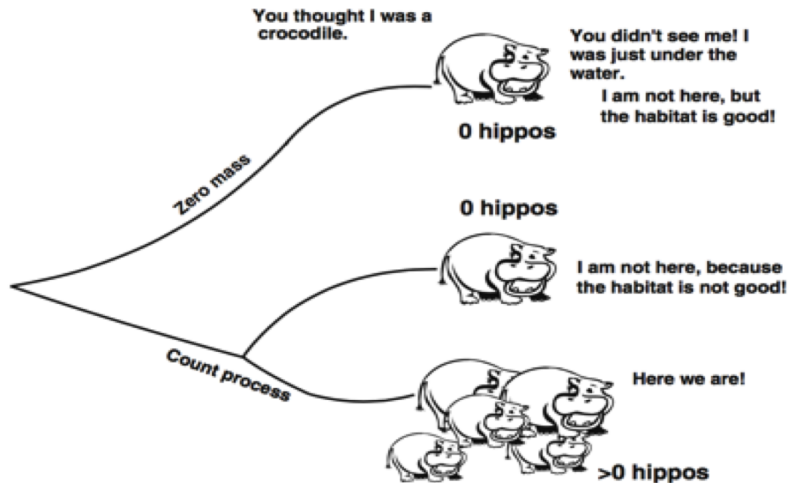 You thought I was a
crocodile.
You didn't see me! I
was just under the
water.
I am not here, but
the habitat is good!
0 hippos
Zero mass
0 hippos
I am not here, because
the habitat is not good!
Count process
Here we are!
>0 hippos